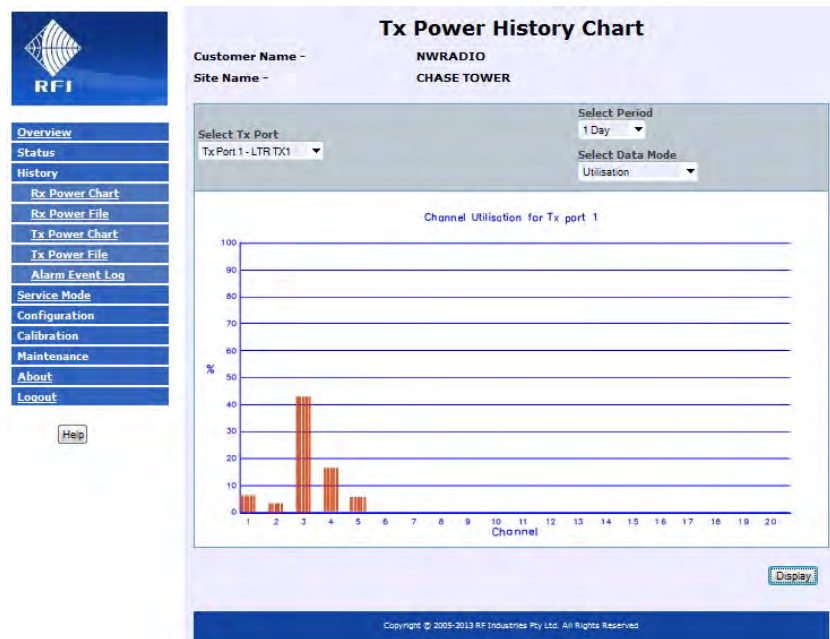 RFI
Overview
Status
History
Rx Power Chart
Rx Power File
Tx Power Chart
Tx Power File
Alarm Event Log
Service Mode
Configuration
Calibration
Maintenance
About
Logout
Help
Tx Power History Chart
Customer Name - NWRADIO
Site Name - CHASE TOWER
Select Tx Port
Tx Port 1 - LTR TX1
Select Period
1 Day
Select Data Mode
Utilisation
Channel Utilisation for Tx port 1
100
90
80
70
60
50
40
30
20
10
0
%
1 2 3 4 5 6 7 8 9 10 11 12 13 14 15 16 17 18 19 20
Channel
Display
Copyright © 2005-2013 RF Industries Pty Ltd. All Rights Reserved